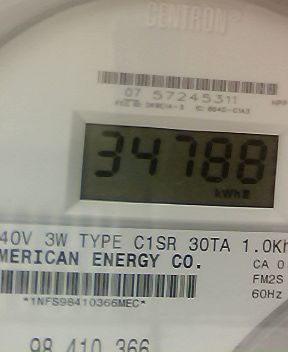 CENTRON®
07 57245311
34788
kWh
40V 3W TYPE C1SR 30TA 1.0Kh
MERICAN ENERGY CO.
CA 0
FM2S
60Hz
*1NFS98410366MEC*
98 410 366